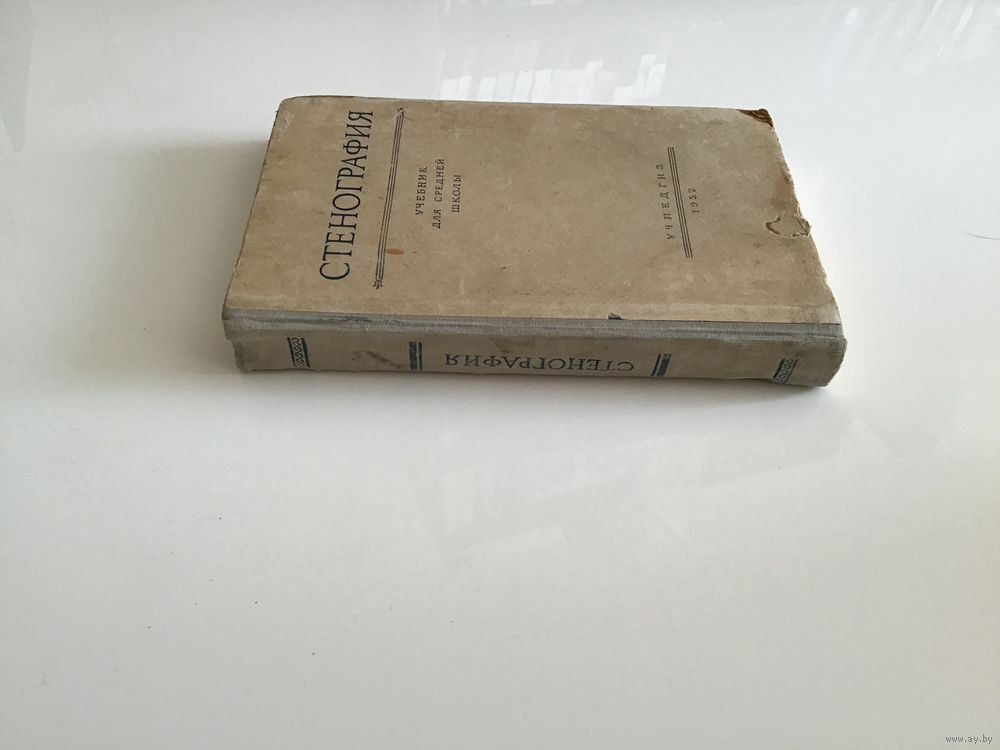 СТЕНОГРАФИЯ
УЧЕБНИК
ДЛЯ СРЕДНЕЙ
ШКОЛЫ
УЧПЕДГИЗ
1952
СТЕНОГРАФИЯ
www.ay.by